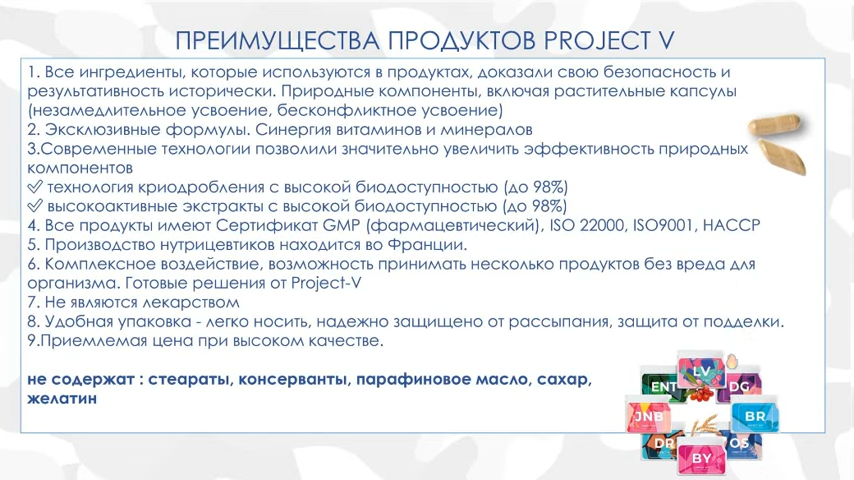 ПРЕИМУЩЕСТВА ПРОДУКТОВ PROJECT V
1. Все ингредиенты, которые используются в продуктах, доказали свою безопасность и
результативность исторически. Природные компоненты, включая растительные капсулы
(незамедлительное усвоение, бесконфликтное усвоение)
2. Эксклюзивные формулы. Синергия витаминов и минералов
3.Современные технологии позволили значительно увеличить эффективность природных
компонентов
✓ технология криодробления с высокой биодоступностью (до 98%)
✓ высокоактивные экстракты с высокой биодоступностью (до 98%)
4. Все продукты имеют Сертификат GMP (фармацевтический), ISO 22000, ISO9001, HACCP
5. Производство нутрицевтиков находится во Франции.
6. Комплексное воздействие, возможность принимать несколько продуктов без вреда для
организма. Готовые решения от Project-V
7. Не являются лекарством
8. Удобная упаковка - легко носить, надежно защищено от рассыпания, защита от подделки.
9.Приемлемая цена при высоком качестве.
не содержат : стеараты, консерванты, парафиновое масло, сахар,
желатин
LV
ENT
DG
JNB
BR
DR
OS
BY